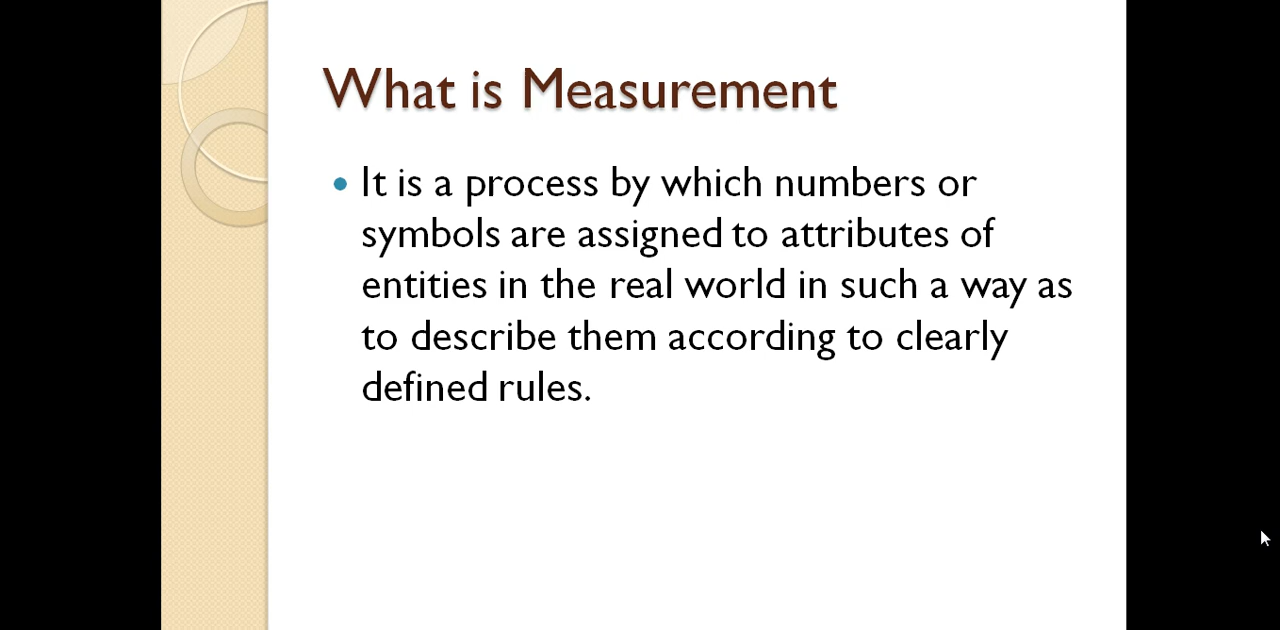 What is Measurement
It is a process by which numbers or
symbols are assigned to attributes of
entities in the real world in such a way as
to describe them according to clearly
defined rules.